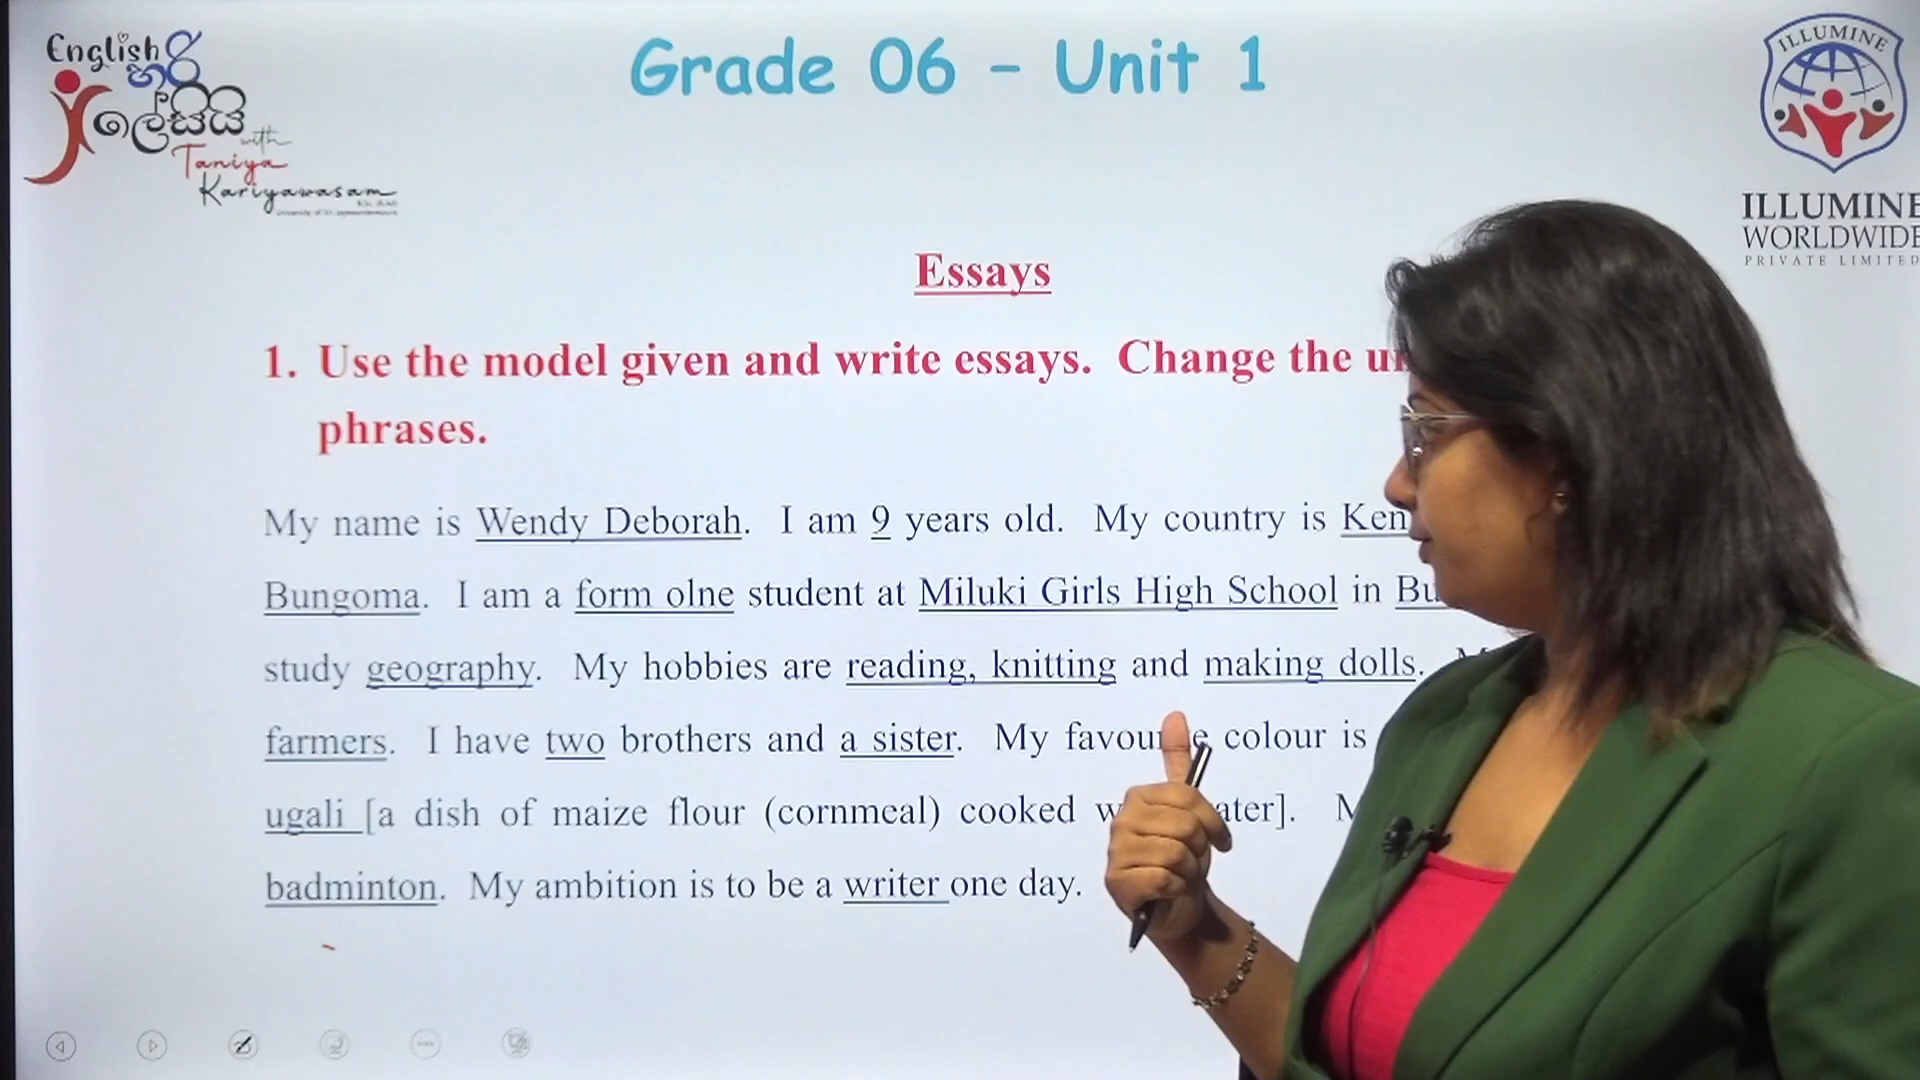 English හරි
ලේසියි
with
Taniya
Kariyawasam
Grade 06 - Unit 1
ILLUMINE
ILLUMINE
WORLDWIDE
PRIVATE LIMITED
Essays
1. Use the model given and write essays. Change the
phrases.
My name is Wendy Deborah. I am 9 years old. My country is
Bungoma. I am a form olne student at Miluki Girls High School in
study geography. My hobbies are reading, knitting and making dolls.
farmers. I have two brothers and a sister. My favourite colour is
ugali [a dish of maize flour (cornmeal) cooked
badminton. My ambition is to be a writer one day.